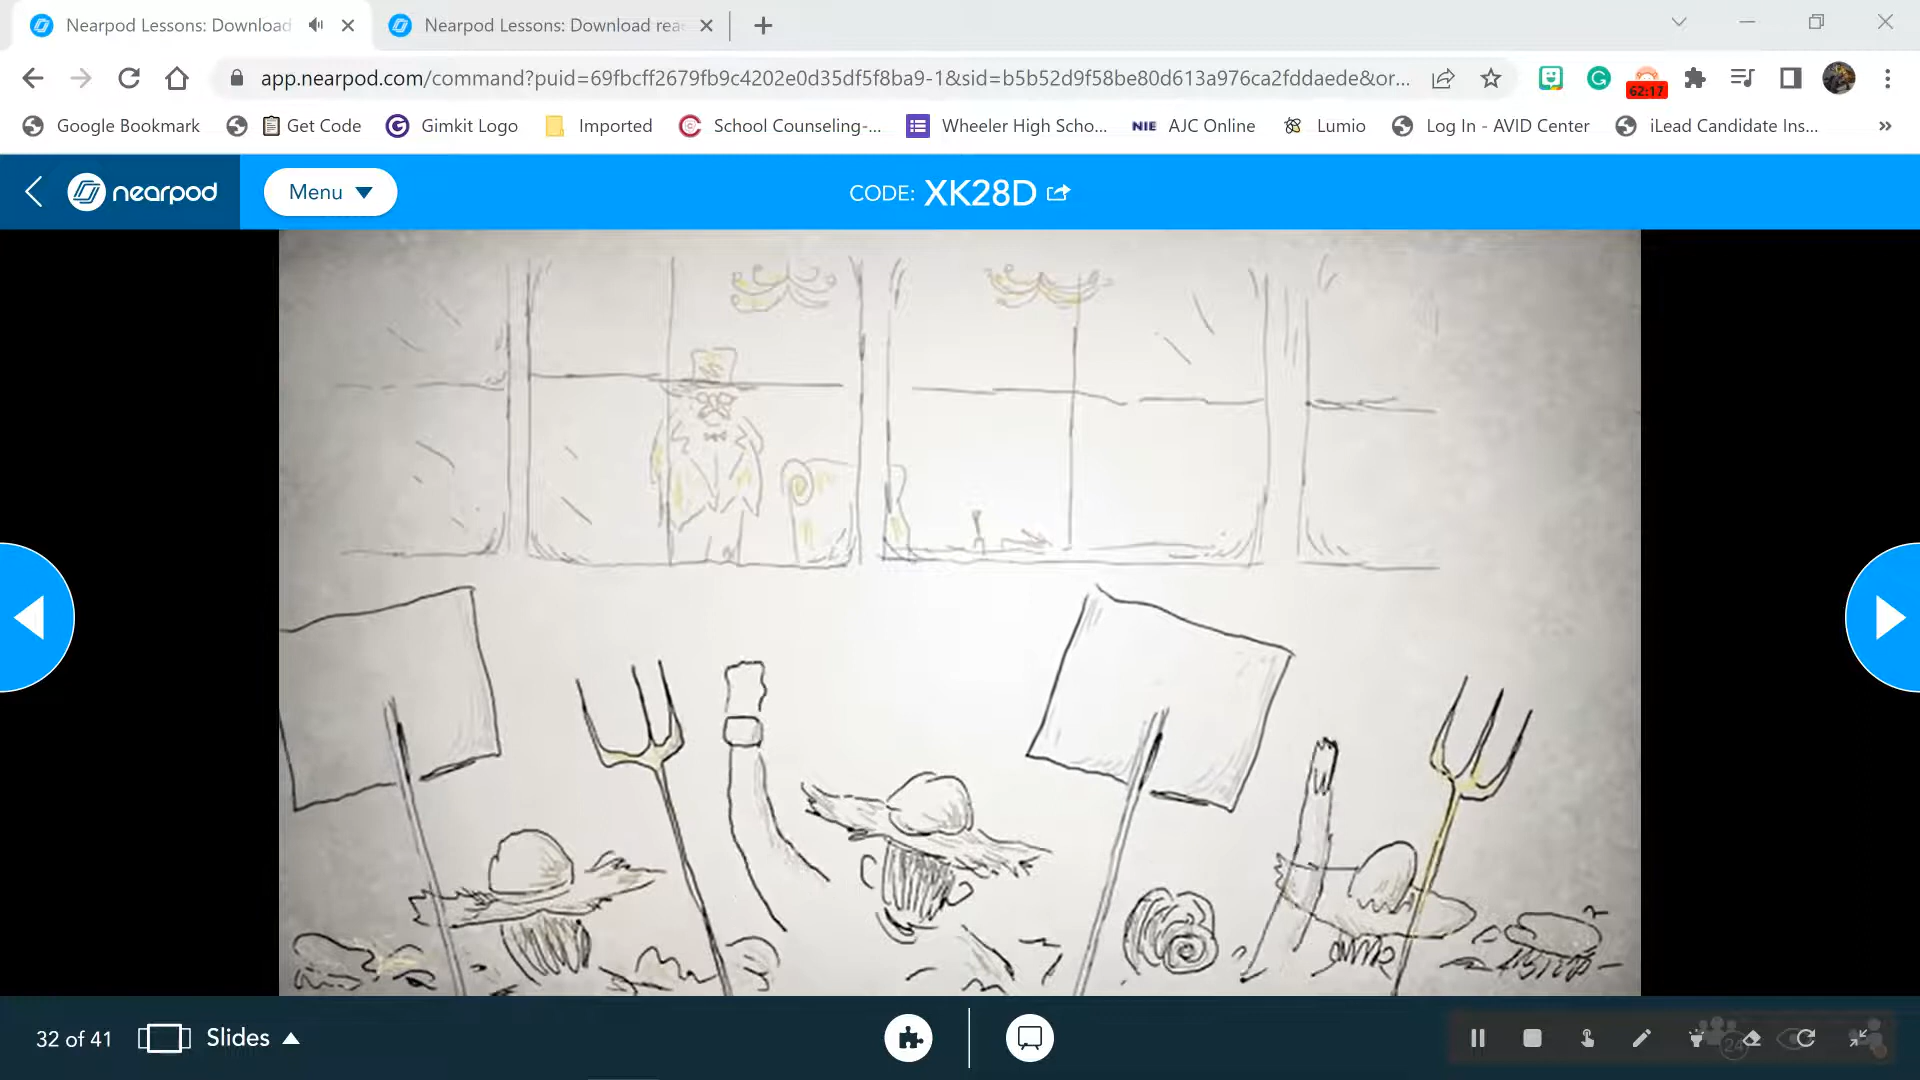 Nearpod Lessons: Download
Nearpod Lessons: Download rea
app.nearpod.com/command?puid=69fbcff2679fb9c4202e0d35df5f8ba9-1&sid=b5b52d9f58be80d613a976ca2fddaede&or...
62:17
Google Bookmark
Get Code
Gimkit Logo
Imported
School Counseling-...
Wheeler High Scho...
NIE AJC Online
Lumio
Log In - AVID Center
iLead Candidate Ins...
»
nearpod
Menu
CODE: XK28D
32 of 41
Slides
24